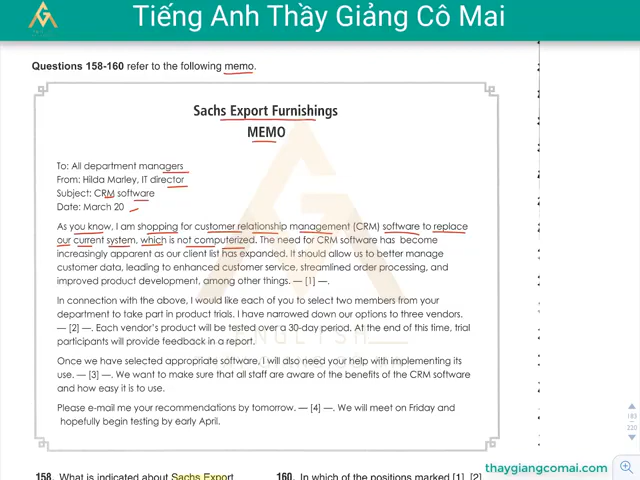 Tiếng Anh Thầy Giảng Cô Mai
Questions 158-160 refer to the following memo.
Sachs Export Furnishings
MEMO
To: All department managers
From: Hilda Marley, IT director
Subject: CRM software
Date: March 20
As you know, I am shopping for customer relationship management (CRM) software to replace
our current system, which is not computerized. The need for CRM software has become
increasingly apparent as our client list has expanded. It should allow us to better manage
customer data, leading to enhanced customer service, streamlined order processing, and
improved product development, among other things. — [1] —.
In connection with the above, I would like each of you to select two members from your
department to take part in product trials. I have narrowed down our options to three vendors.
— [2] —. Each vendor's product will be tested over a 30-day period. At the end of this time, trial
participants will provide feedback in a report.
Once we have selected appropriate software, I will also need your help with implementing its
use. — [3] —. We want to make sure that all staff are aware of the benefits of the CRM software
and how easy it is to use.
Please e-mail me your recommendations by tomorrow. — [4] —. We will meet on Friday and
hopefully begin testing by early April.
158. What is indicated about Sachs Export
160. In which of the positions marked [1], [2]
183
220
thaygiangcomai.com